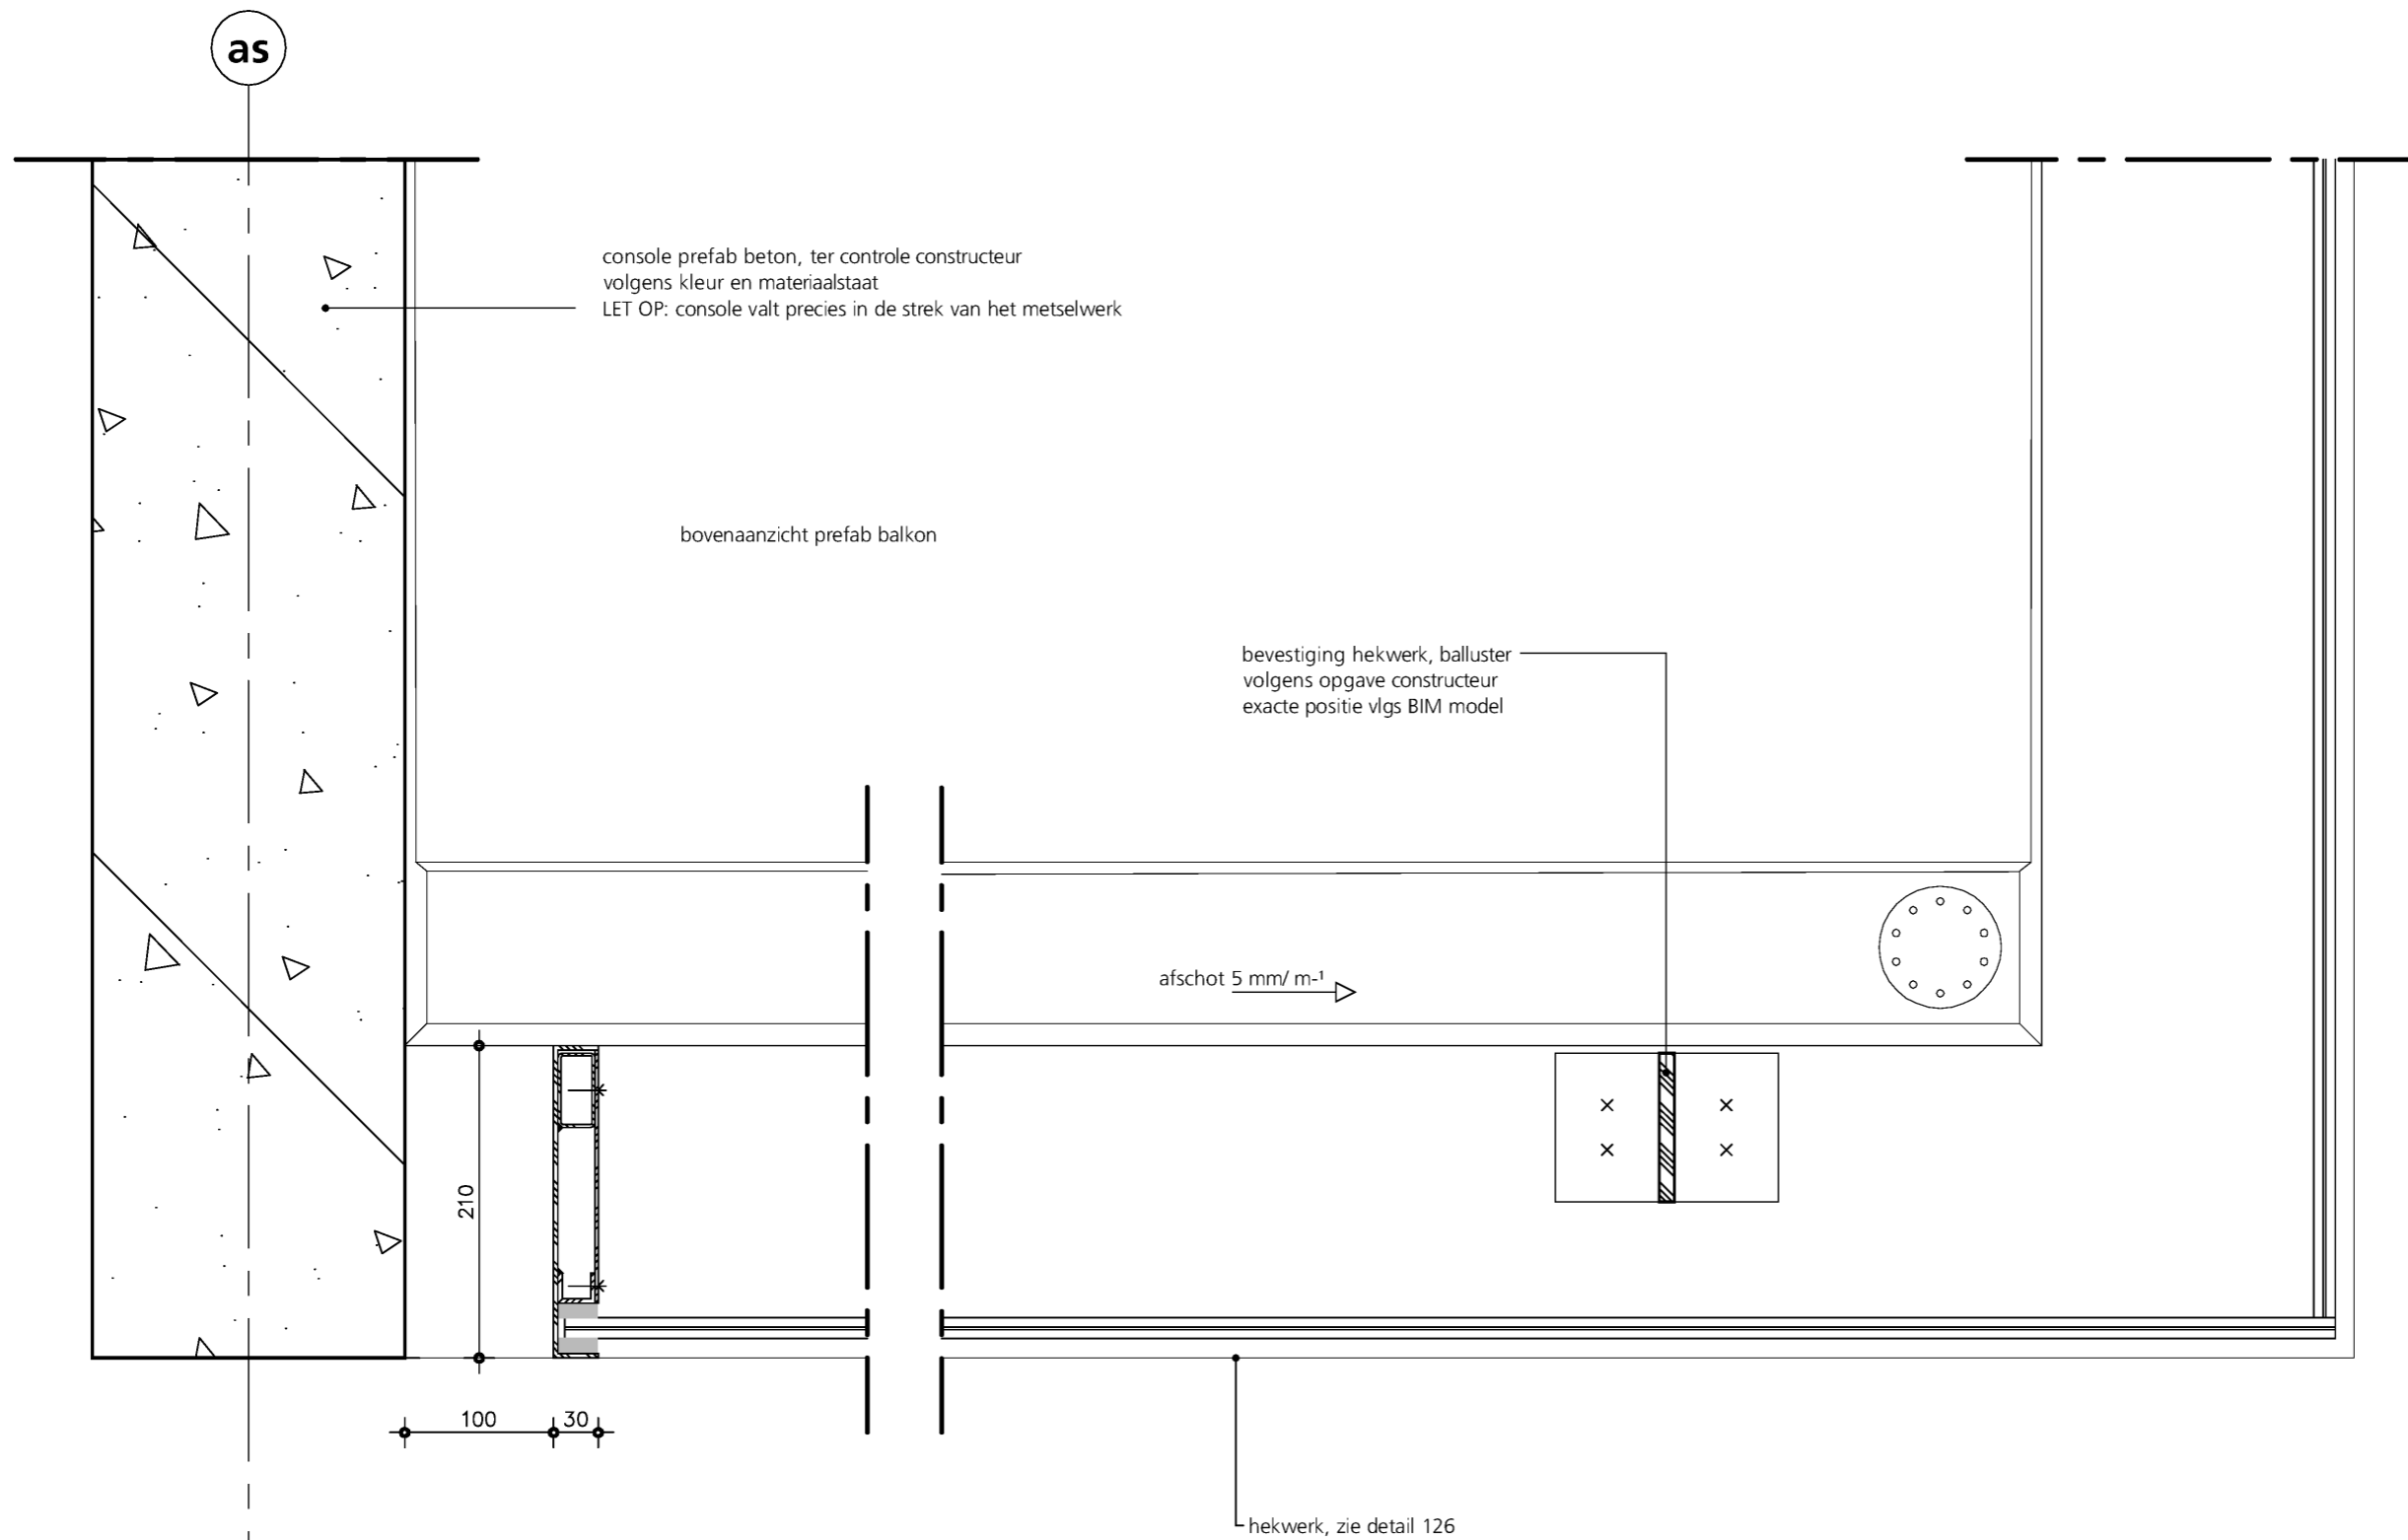 as
console prefab beton, ter controle constructeur
volgens kleur en materiaalstaat
LET OP: console valt precies in de strek van het metselwerk
bovenaanzicht prefab balkon
bevestiging hekwerk, balluster
volgens opgave constructeur
exacte positie vlgs BIM model
afschot 5 mm/ m-¹
210
100
30
hekwerk, zie detail 126